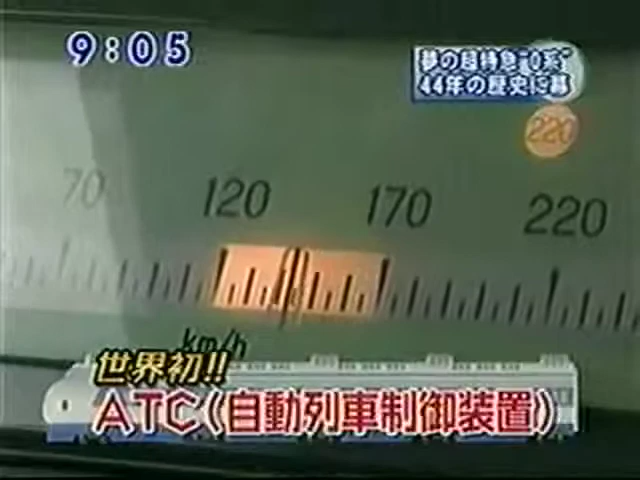 9:05
夢の超特急"0系"
44年の歴史に幕
220
70 120 170 220
km/h
世界初!!
ATC(自動列車制御装置)